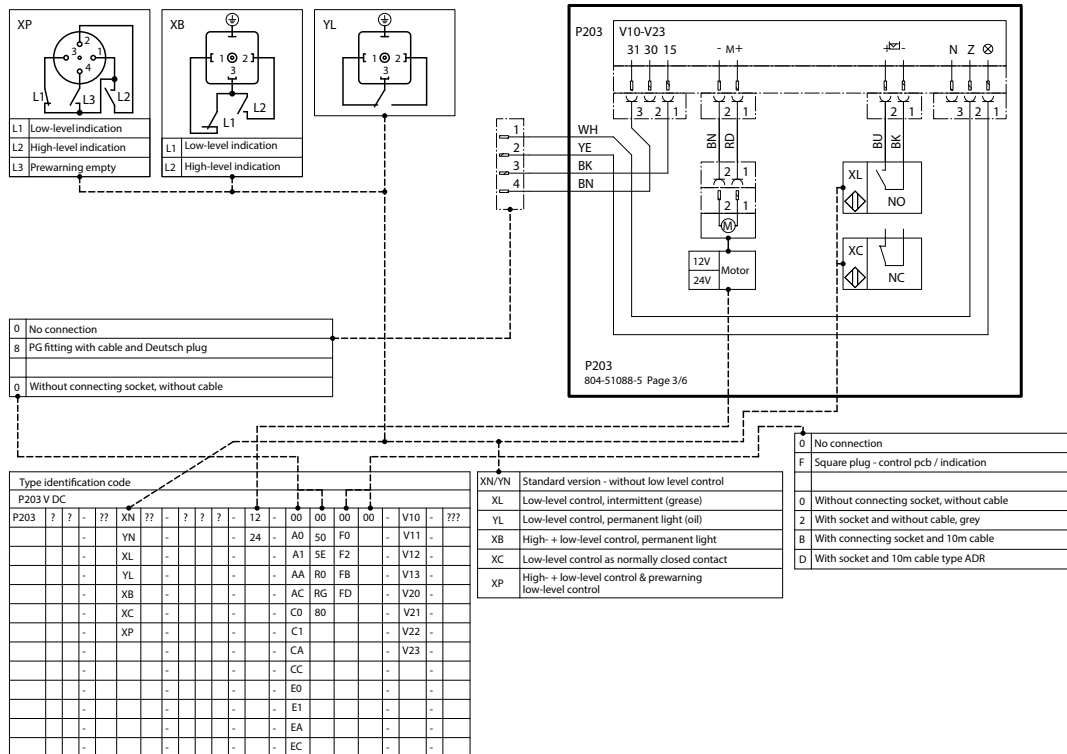 XP
2
3
1
4
L1
L3
L2
L1 Low-level indication
L2 High-level indication
L3 Prewarning empty
XB
1 2
3
L2
L1
L1 Low-level indication
L2 High-level indication
YL
1 2
3
P203 V10-V23
31 30 15 - M+ + - N Z
3 2 1 2 1 2 1 3 2 1
1 WH
2 YE
3 BK
4 BN
BN RD
BU BK
2 1
2 1
M
12V
24V
Motor
XL
NO
XC
NC
P203
804-51088-5 Page 3/6
0 No connection
8 PG fitting with cable and Deutsch plug
0 Without connecting socket, without cable
Type identification code
P203 V DC
P203 ? ? - ?? XN ?? - ? ? ? - 12 - 00 00 00 00 - V10 - ???
- YN - - 24 - A0 50 F0 - V11 -
- XL - - - A1 5E F2 - V12 -
- YL - - - AA R0 FB - V13 -
- XB - - - AC RG FD - V20 -
- XC - - - C0 80 - V21 -
- XP - - - C1 - V22 -
- - - - CA - V23 -
- - - - CC - -
- - - - E0 - -
- - - - E1 - -
- - - - EA - -
- - - - EC - -
XN/YN Standard version - without low level control
XL Low-level control, intermittent (grease)
YL Low-level control, permanent light (oil)
XB High- + low-level control, permanent light
XC Low-level control as normally closed contact
XP High- + low-level control & prewarning
low-level control
0 No connection
F Square plug - control pcb / indication
0 Without connecting socket, without cable
2 With socket and without cable, grey
B With connecting socket and 10m cable
D With socket and 10m cable type ADR